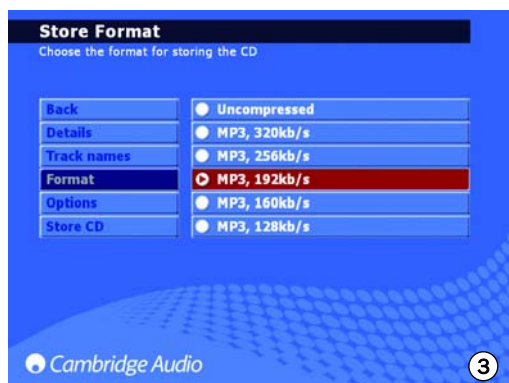 Store Format
Choose the format for storing the CD
Back
Details
Track names
Format
Options
Store CD
Uncompressed
MP3, 320kb/s
MP3, 256kb/s
MP3, 192kb/s
MP3, 160kb/s
MP3, 128kb/s
Cambridge Audio
3